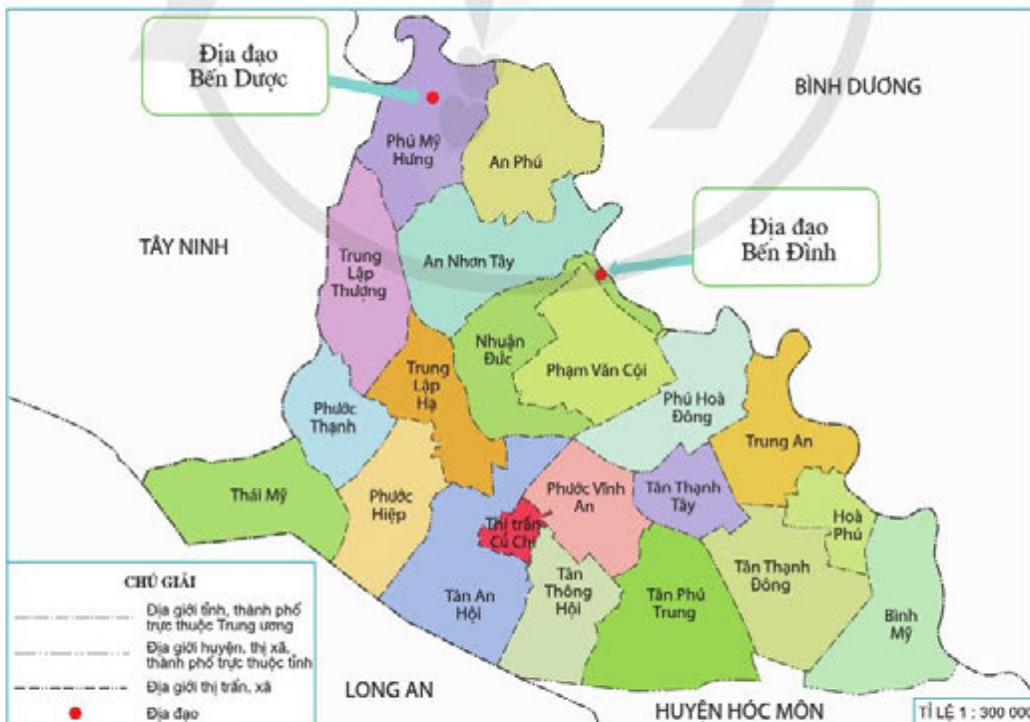 Địa đạo
Bến Dược
BÌNH DƯƠNG
Phú Mỹ
Hưng
An Phú
Địa đạo
Bến Đình
TÂY NINH
Trung
Lập
Thượng
An Nhơn Tây
Nhuận
Đức
Phạm Văn Cội
Trung
Lập
Hạ
Phú Hoà
Đông
Phước
Thạnh
Trung An
Thái Mỹ
Phước
Hiệp
Phước Vĩnh
An
Tân Thạnh
Tây
Hoà
Phú
Thị trấn
Củ Chi
Tân An
Hội
Tân
Thông
Hội
Tân Phú
Trung
Tân Thạnh
Đông
Bình
Mỹ
CHÚ GIẢI
Địa giới tỉnh, thành phố
trực thuộc Trung ương
Địa giới huyện, thị xã,
thành phố trực thuộc tỉnh
Địa giới thị trấn, xã
Địa đạo
LONG AN
HUYỆN HÓC MÔN
TỈ LỆ 1 : 300 000